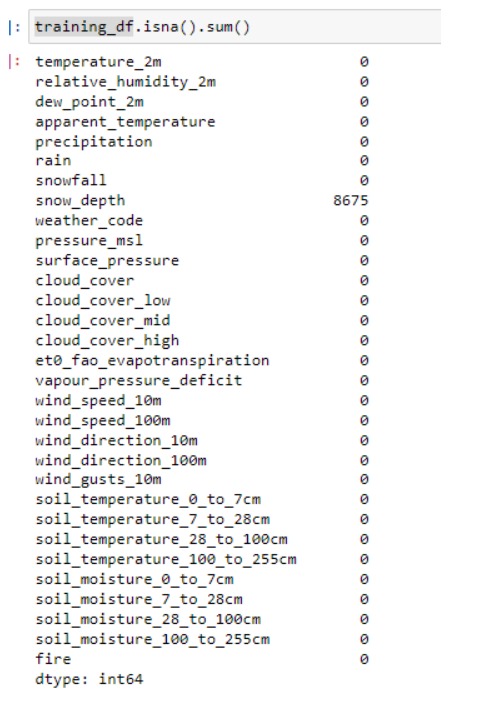 |: training_df.isna().sum()
|: temperature_2m 0
relative_humidity_2m 0
dew_point_2m 0
apparent_temperature 0
precipitation 0
rain 0
snowfall 0
snow_depth 8675
weather_code 0
pressure_msl 0
surface_pressure 0
cloud_cover 0
cloud_cover_low 0
cloud_cover_mid 0
cloud_cover_high 0
et0_fao_evapotranspiration 0
vapour_pressure_deficit 0
wind_speed_10m 0
wind_speed_100m 0
wind_direction_10m 0
wind_direction_100m 0
wind_gusts_10m 0
soil_temperature_0_to_7cm 0
soil_temperature_7_to_28cm 0
soil_temperature_28_to_100cm 0
soil_temperature_100_to_255cm 0
soil_moisture_0_to_7cm 0
soil_moisture_7_to_28cm 0
soil_moisture_28_to_100cm 0
soil_moisture_100_to_255cm 0
fire 0
dtype: int64